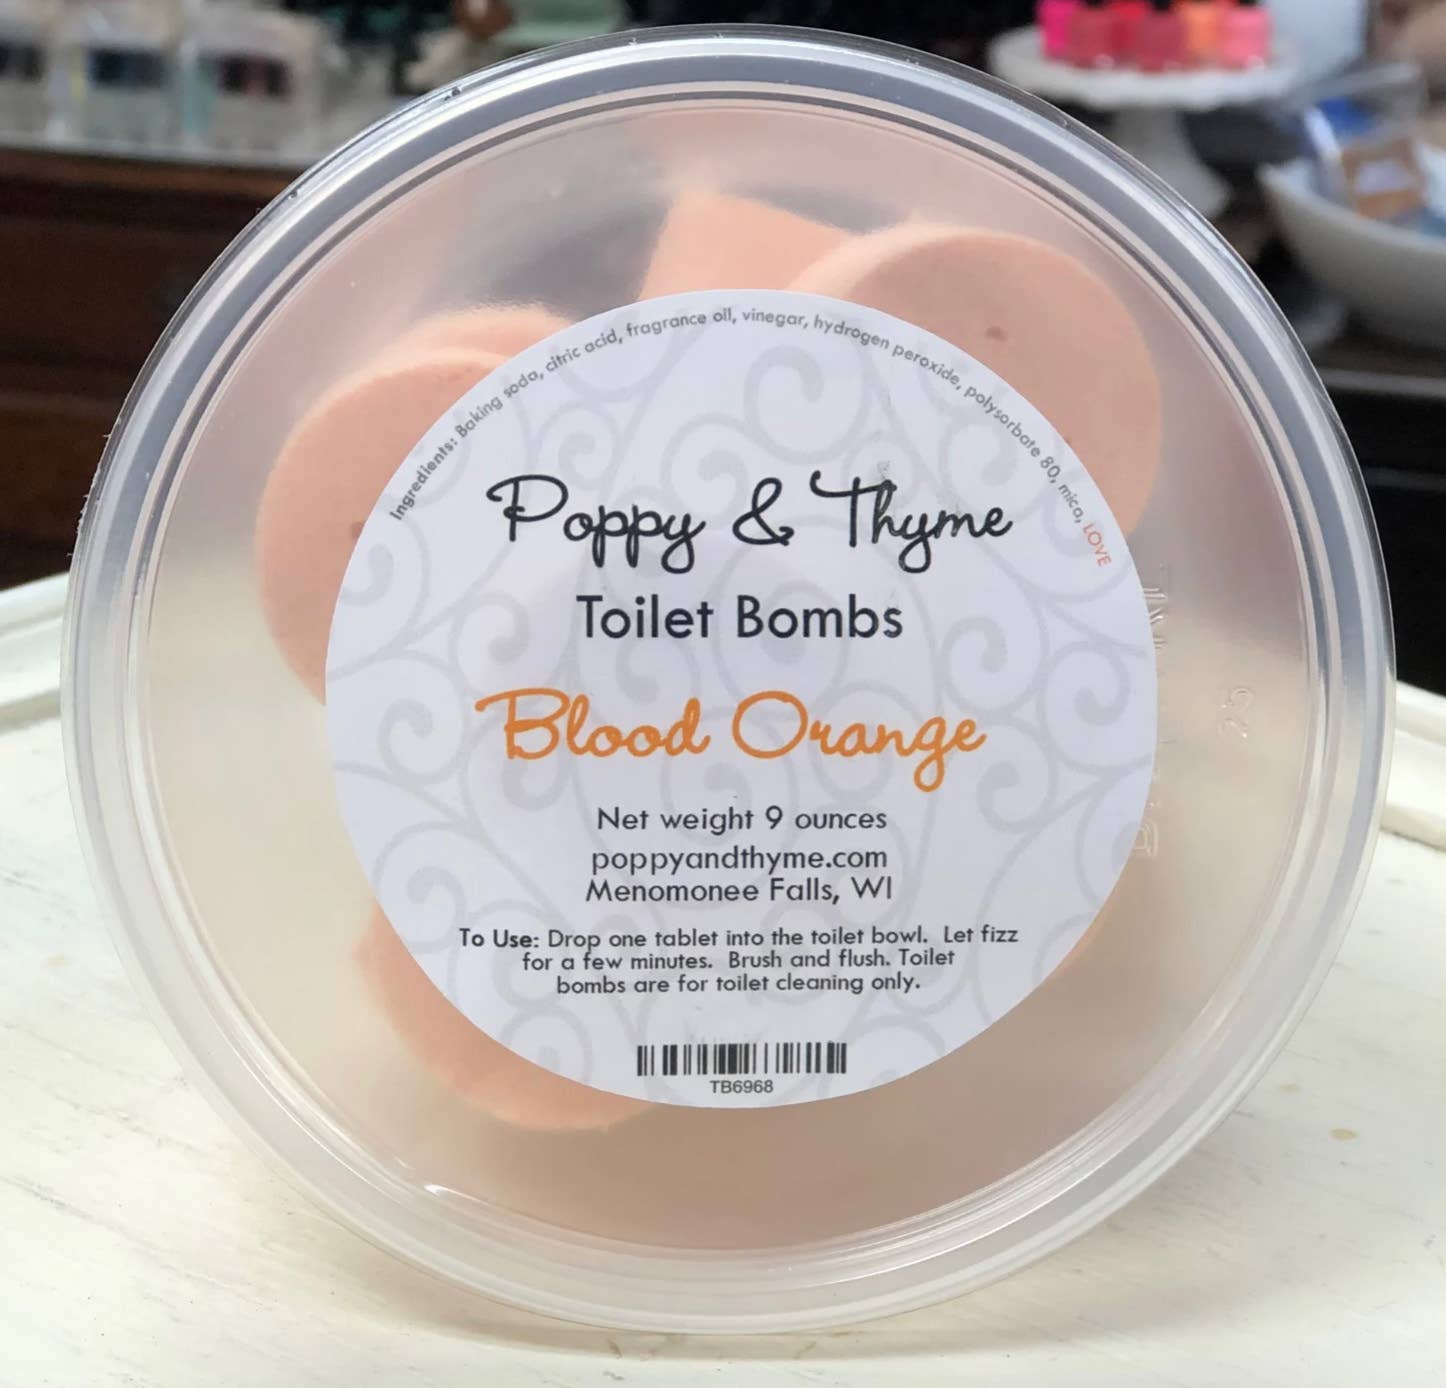 Ingredients: Baking soda, citric acid, fragrance oil, vinegar, hydrogen peroxide, polysorbate 80, mica, LOVE
Poppy & Thyme
Toilet Bombs
Blood Orange
Net weight 9 ounces
poppyandthyme.com
Menomonee Falls, WI
To Use: Drop one tablet into the toilet bowl. Let fizz
for a few minutes. Brush and flush. Toilet
bombs are for toilet cleaning only.
TB6968